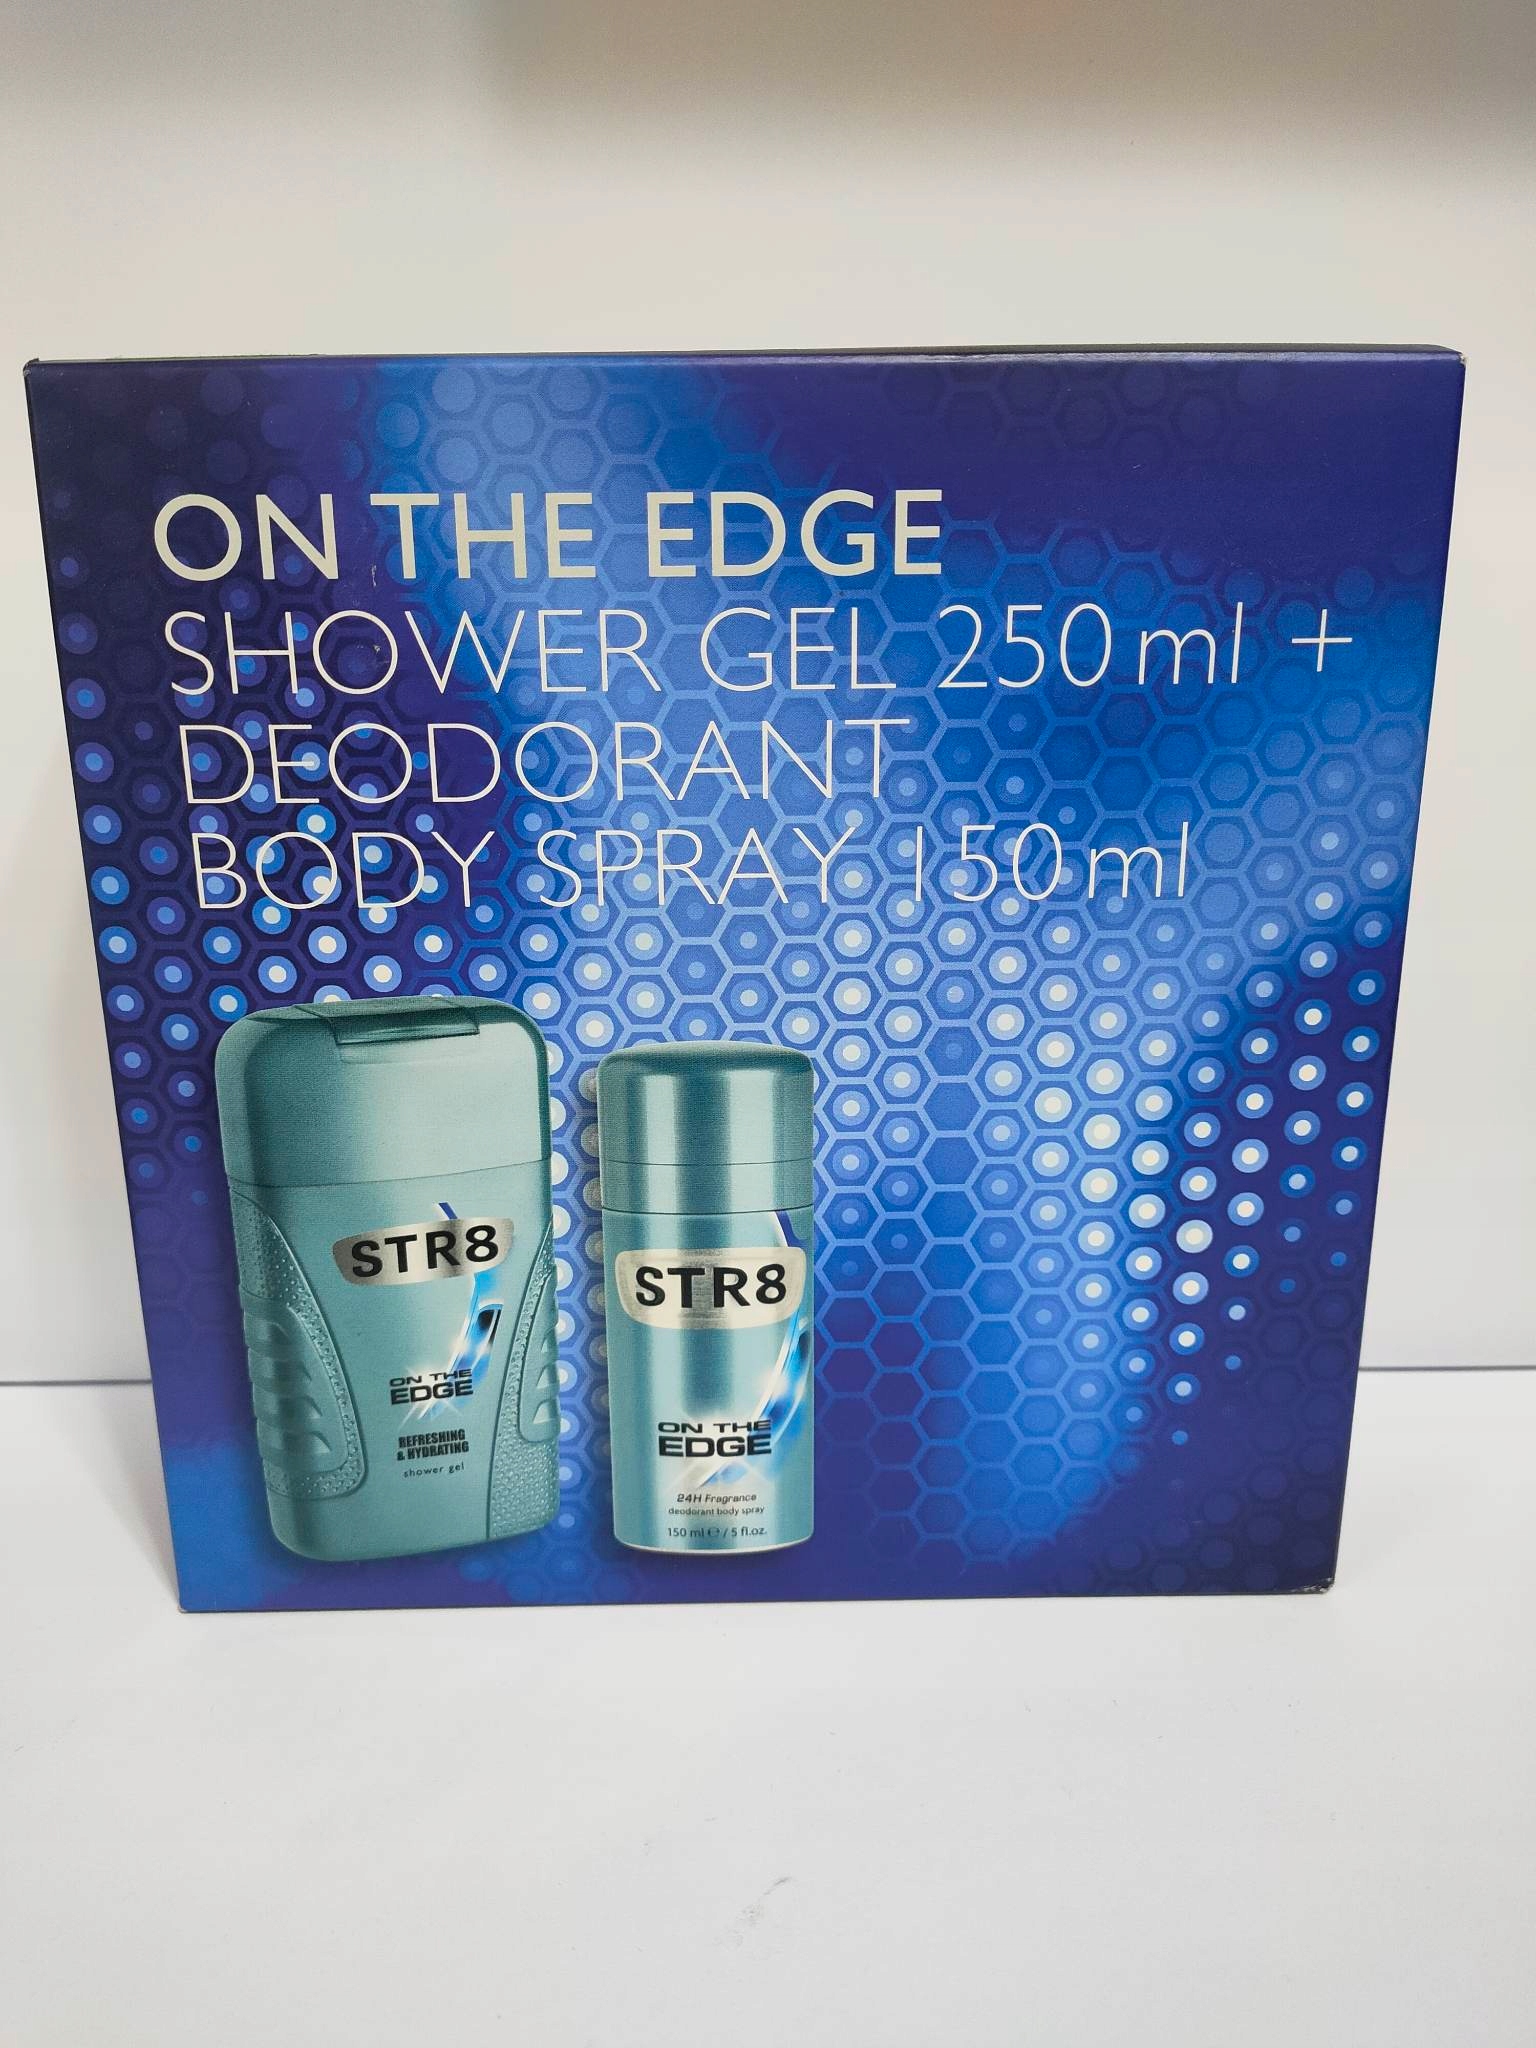 ON THE EDGE
SHOWER GEL 250 ml +
DEODORANT
BODY SPRAY 150 ml
STR8
ON THE
EDGE
REFRESHING
& HYDRATING
shower gel
STR8
ON THE
EDGE
24H Fragrance
deodorant body spray
150 ml ℮ / 5 fl.oz.